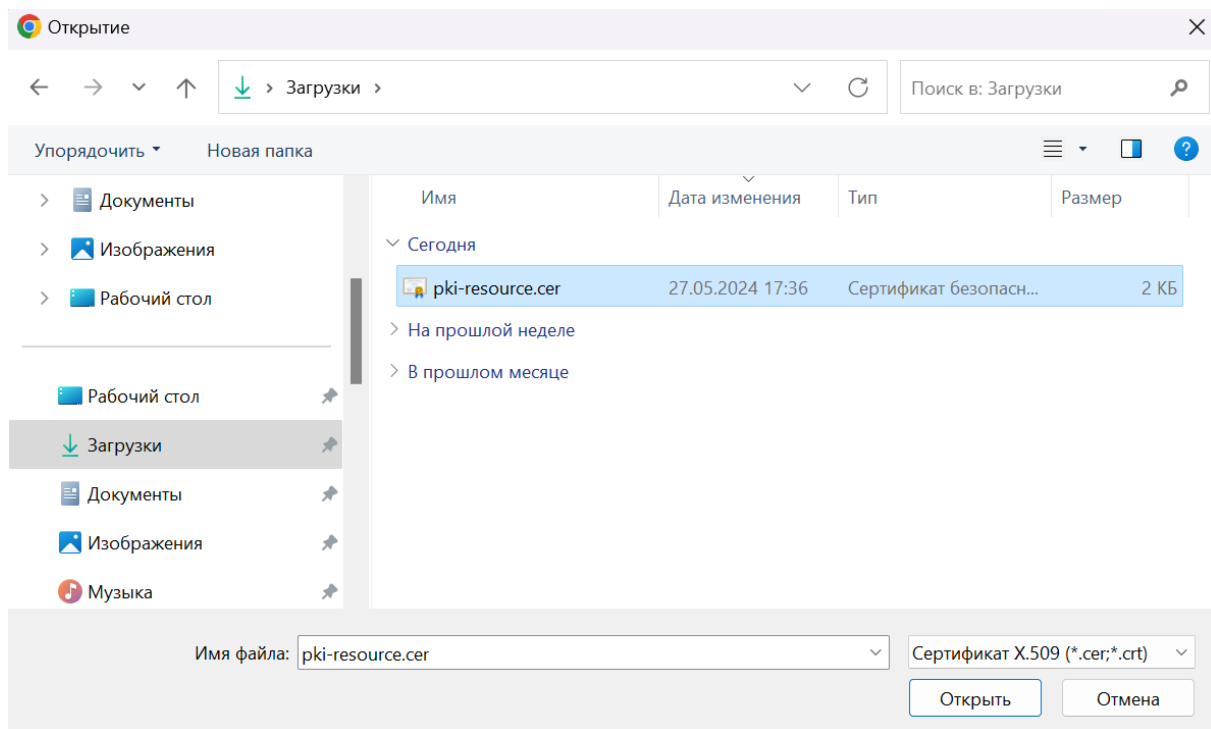 Открытие
Загрузки
Поиск в: Загрузки
Упорядочить
Новая папка
Документы
Изображения
Рабочий стол
Рабочий стол
Загрузки
Документы
Изображения
Музыка
Имя Дата изменения Тип Размер
Сегодня
pki-resource.cer 27.05.2024 17:36 Сертификат безопасн... 2 КБ
На прошлой неделе
В прошлом месяце
Имя файла: pki-resource.cer Сертификат X.509 (*.cer;*.crt)
Открыть Отмена